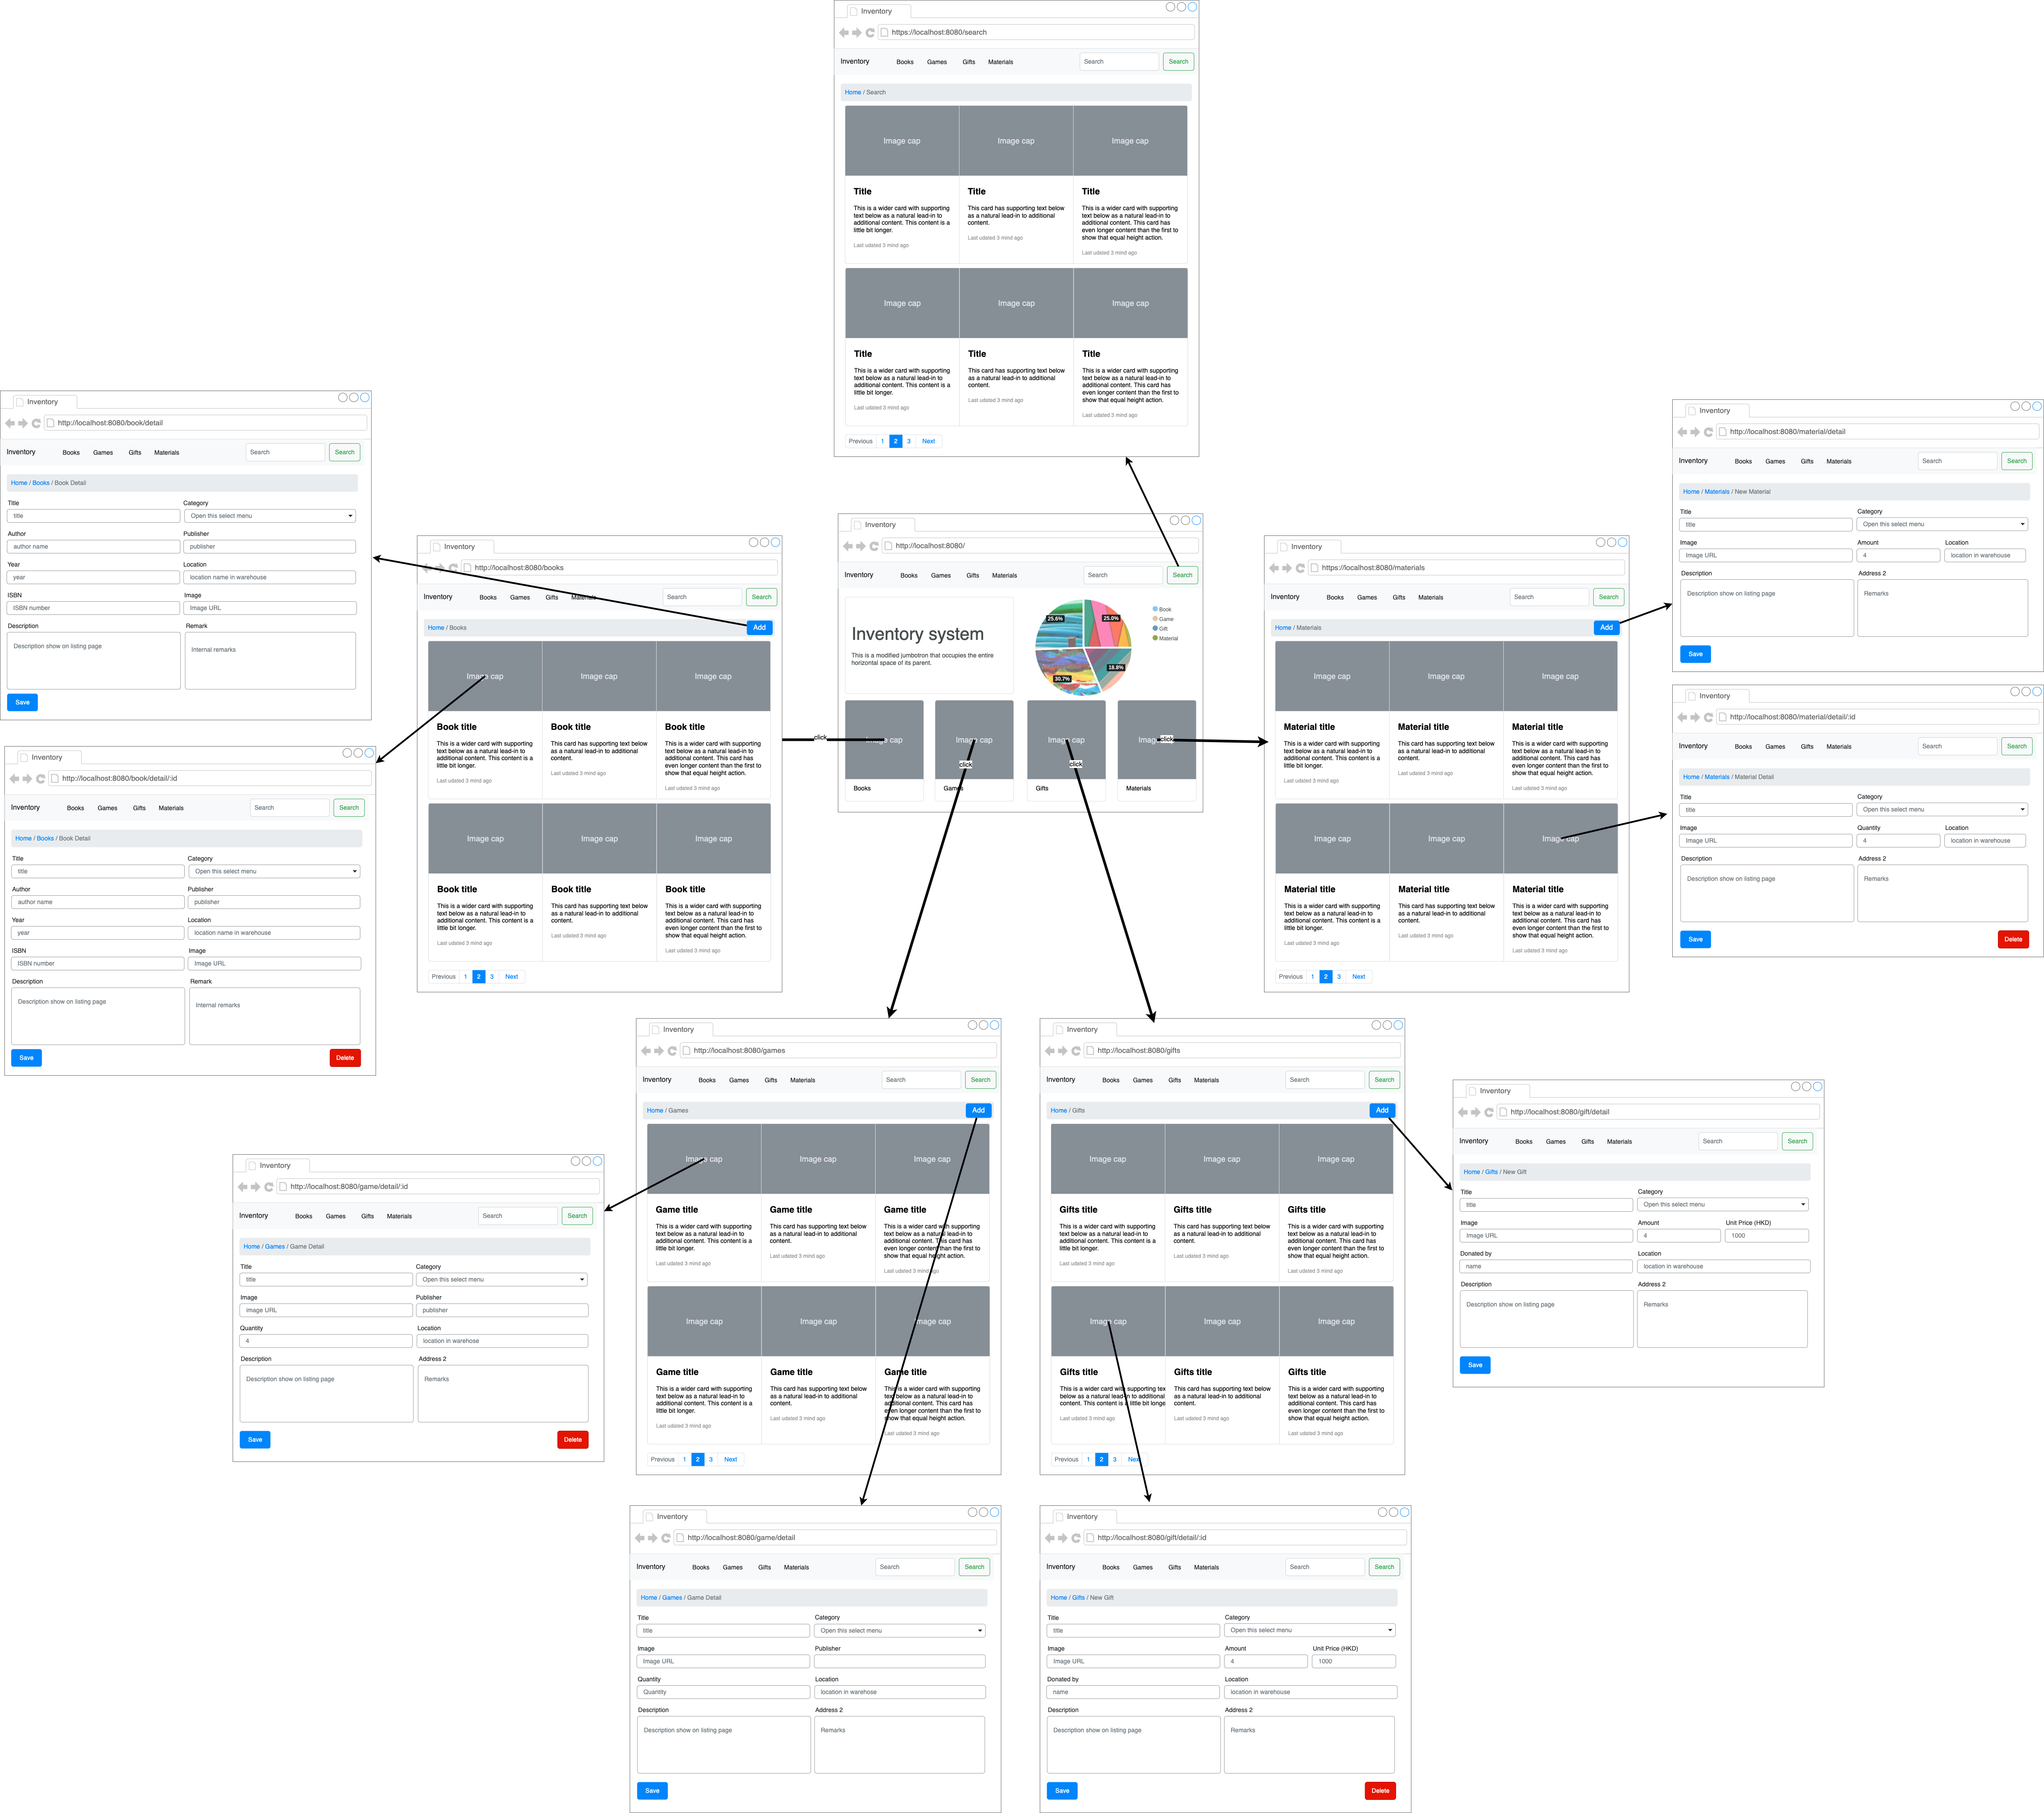 Inventory
https://localhost:8080/search
Inventory Books Games Gifts Materials Search Search
Home / Search
Image cap Image cap Image cap
Title
This is a wider card with supporting
text below as a natural lead-in to
additional content. This content is a
little bit longer.
Last udated 3 mind ago
Title
This card has supporting text below
as a natural lead-in to additional
content.
Last udated 3 mind ago
Title
This is a wider card with supporting
text below as a natural lead-in to
additional content. This card has
even longer content than the first to
show that equal height action.
Last udated 3 mind ago
Image cap Image cap Image cap
Title
This is a wider card with supporting
text below as a natural lead-in to
additional content. This content is a
little bit longer.
Last udated 3 mind ago
Title
This card has supporting text below
as a natural lead-in to additional
content.
Last udated 3 mind ago
Title
This is a wider card with supporting
text below as a natural lead-in to
additional content. This card has
even longer content than the first to
show that equal height action.
Last udated 3 mind ago
Previous 1 2 3 Next
Inventory
http://localhost:8080/book/detail
Inventory Books Games Gifts Materials Search Search
Home / Books / Book Detail
Title Category
title Open this select menu
Author Publisher
author name publisher
Year Location
year location name in warehouse
ISBN Image
ISBN number Image URL
Description Remark
Description show on listing page Internal remarks
Save
Inventory
http://localhost:8080/book/detail/:id
Inventory Books Games Gifts Materials Search Search
Home / Books / Book Detail
Title Category
title Open this select menu
Author Publisher
author name publisher
Year Location
year location name in warehouse
ISBN Image
ISBN number Image URL
Description Remark
Description show on listing page Internal remarks
Save Delete
Inventory
http://localhost:8080/books
Inventory Books Games Gifts Materials Search Search
Home / Books Add
Image cap Image cap Image cap
Book title
This is a wider card with supporting
text below as a natural lead-in to
additional content. This content is a
little bit longer.
Last udated 3 mind ago
Book title
This card has supporting text below
as a natural lead-in to additional
content.
Last udated 3 mind ago
Book title
This is a wider card with supporting
text below as a natural lead-in to
additional content. This card has
even longer content than the first to
show that equal height action.
Last udated 3 mind ago
Image cap Image cap Image cap
Book title
This is a wider card with supporting
text below as a natural lead-in to
additional content. This content is a
little bit longer.
Last udated 3 mind ago
Book title
This card has supporting text below
as a natural lead-in to additional
content.
Last udated 3 mind ago
Book title
This is a wider card with supporting
text below as a natural lead-in to
additional content. This card has
even longer content than the first to
show that equal height action.
Last udated 3 mind ago
Previous 1 2 3 Next
Inventory
http://localhost:8080/
Inventory Books Games Gifts Materials Search Search
Inventory system
This is a modified jumbotron that occupies the entire
horizontal space of its parent.
25.6% 25.0%
30.7% 18.8%
Book
Game
Gift
Material
click Image cap Image cap Image cap Imag click
click click
Books Games Gifts Materials
Inventory
https://localhost:8080/materials
Inventory Books Games Gifts Materials Search Search
Home / Materials Add
Image cap Image cap Image cap
Material title
This is a wider card with supporting
text below as a natural lead-in to
additional content. This content is a
little bit longer.
Last udated 3 mind ago
Material title
This card has supporting text below
as a natural lead-in to additional
content.
Last udated 3 mind ago
Material title
This is a wider card with supporting
text below as a natural lead-in to
additional content. This card has
even longer content than the first to
show that equal height action.
Last udated 3 mind ago
Image cap Image cap Image cap
Material title
This is a wider card with supporting
text below as a natural lead-in to
additional content. This content is a
little bit longer.
Last udated 3 mind ago
Material title
This card has supporting text below
as a natural lead-in to additional
content.
Last udated 3 mind ago
Material title
This is a wider card with supporting
text below as a natural lead-in to
additional content. This card has
even longer content than the first to
show that equal height action.
Last udated 3 mind ago
Previous 1 2 3 Next
Inventory
http://localhost:8080/material/detail
Inventory Books Games Gifts Materials Search Search
Home / Materials / New Material
Title Category
title Open this select menu
Image Amount Location
Image URL 4 location in warehouse
Description Address 2
Description show on listing page Remarks
Save
Inventory
http://localhost:8080/material/detail/:id
Inventory Books Games Gifts Materials Search Search
Home / Materials / Material Detail
Title Category
title Open this select menu
Image Quantity Location
Image URL 4 location in warehouse
Description Address 2
Description show on listing page Remarks
Save Delete
Inventory
http://localhost:8080/games
Inventory Books Games Gifts Materials Search Search
Home / Games Add
Image cap Image cap Image cap
Game title
This is a wider card with supporting
text below as a natural lead-in to
additional content. This content is a
little bit longer.
Last udated 3 mind ago
Game title
This card has supporting text below
as a natural lead-in to additional
content.
Last udated 3 mind ago
Game title
This is a wider card with supporting
text below as a natural lead-in to
additional content. This card has
even longer content than the first to
show that equal height action.
Last udated 3 mind ago
Image cap Image cap Image cap
Game title
This is a wider card with supporting
text below as a natural lead-in to
additional content. This content is a
little bit longer.
Last udated 3 mind ago
Game title
This card has supporting text below
as a natural lead-in to additional
content.
Last udated 3 mind ago
Game title
This is a wider card with supporting
text below as a natural lead-in to
additional content. This card has
even longer content than the first to
show that equal height action.
Last udated 3 mind ago
Previous 1 2 3 Next
Inventory
http://localhost:8080/gifts
Inventory Books Games Gifts Materials Search Search
Home / Gifts Add
Image cap Image cap Image cap
Gifts title
This is a wider card with supporting
text below as a natural lead-in to
additional content. This content is a
little bit longer.
Last udated 3 mind ago
Gifts title
This card has supporting text below
as a natural lead-in to additional
content.
Last udated 3 mind ago
Gifts title
This is a wider card with supporting
text below as a natural lead-in to
additional content. This card has
even longer content than the first to
show that equal height action.
Last udated 3 mind ago
Image cap Image cap Image cap
Gifts title
This is a wider card with supporting tex
below as a natural lead-in to additional
content. This content is a little bit longe
Last udated 3 mind ago
Gifts title
This card has supporting text below
as a natural lead-in to additional
content.
Last udated 3 mind ago
Gifts title
This is a wider card with supporting
text below as a natural lead-in to
additional content. This card has
even longer content than the first to
show that equal height action.
Last udated 3 mind ago
Previous 1 2 3 Next
Inventory
http://localhost:8080/gift/detail
Inventory Books Games Gifts Materials Search Search
Home / Gifts / New Gift
Title Category
title Open this select menu
Image Amount Unit Price (HKD)
Image URL 4 1000
Donated by Location
name location in warehouse
Description Address 2
Description show on listing page Remarks
Save
Inventory
http://localhost:8080/game/detail/:id
Inventory Books Games Gifts Materials Search Search
Home / Games / Game Detail
Title Category
title Open this select menu
Image Publisher
image URL publisher
Quantity Location
4 location in warehose
Description Address 2
Description show on listing page Remarks
Save Delete
Inventory
http://localhost:8080/game/detail
Inventory Books Games Gifts Materials Search Search
Home / Games / Game Detail
Title Category
title Open this select menu
Image Publisher
Image URL
Quantity Location
Quantity location in warehose
Description Address 2
Description show on listing page Remarks
Save
Inventory
http://localhost:8080/gift/detail/:id
Inventory Books Games Gifts Materials Search Search
Home / Gifts / New Gift
Title Category
title Open this select menu
Image Amount Unit Price (HKD)
Image URL 4 1000
Donated by Location
name location in warehouse
Description Address 2
Description show on listing page Remarks
Save Delete